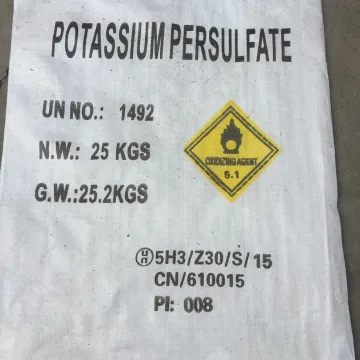 POTASSIUM PERSULFATE
UN NO.: 1492
N.W.: 25 KGS
G.W.:25.2KGS
OXIDIZING AGENT
5.1
un 5H3/Z30/S/15
CN/610015
PI: 008